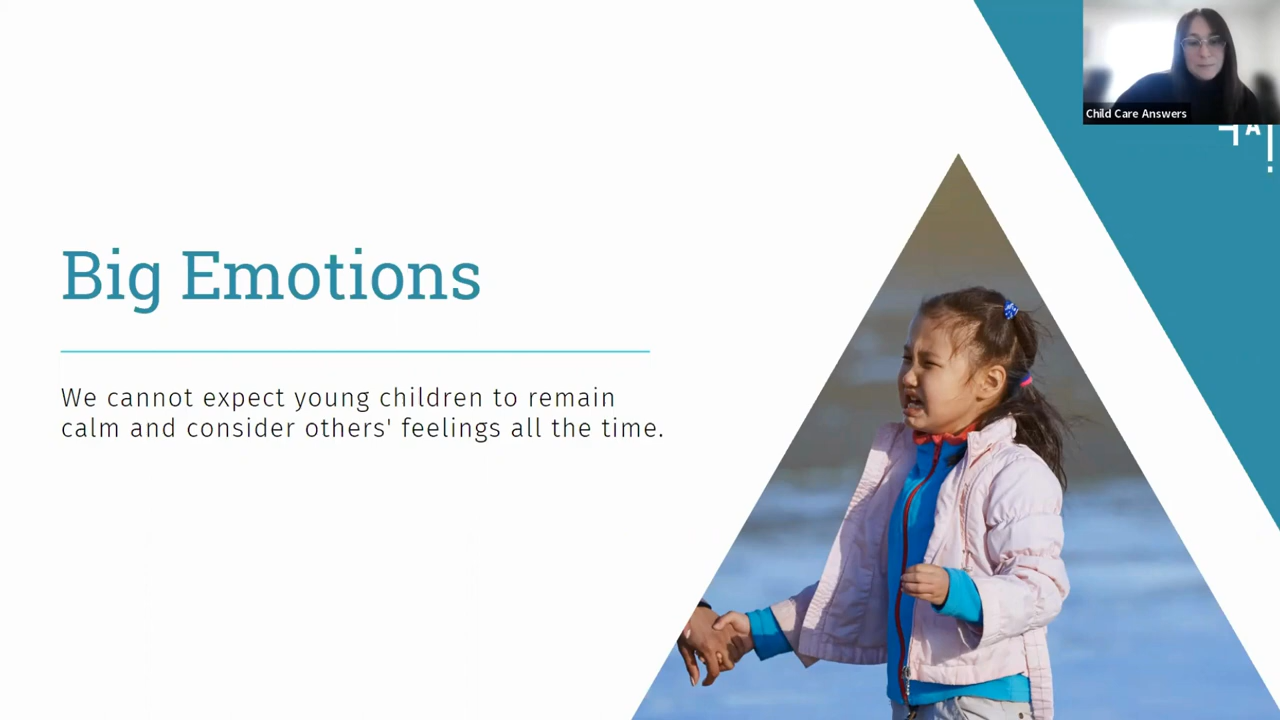 Big Emotions
We cannot expect young children to remain
calm and consider others' feelings all the time.
Child Care Answers